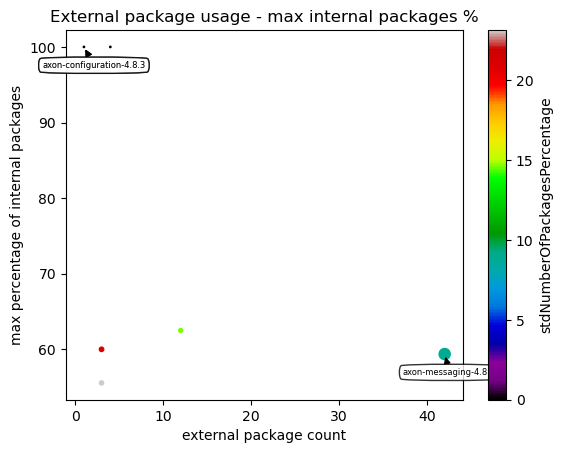 External package usage - max internal packages %
max percentage of internal packages
100
90
80
70
60
axon-configuration-4.8.3
axon-messaging-4.8
0
10
20
30
40
external package count
20
15
10
5
0
stdNumberOfPackagesPercentage